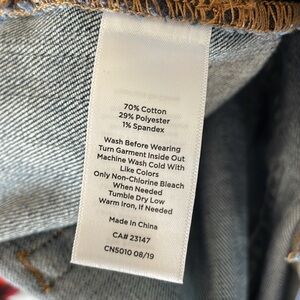 70% Cotton
29% Polyester
1% Spandex
Wash Before Wearing
Turn Garment Inside Out
Machine Wash Cold With
Like Colors
Only Non-Chlorine Bleach
When Needed
Tumble Dry Low
Warm Iron, If Needed
Made in China
CA# 23147
CN5010 08/19